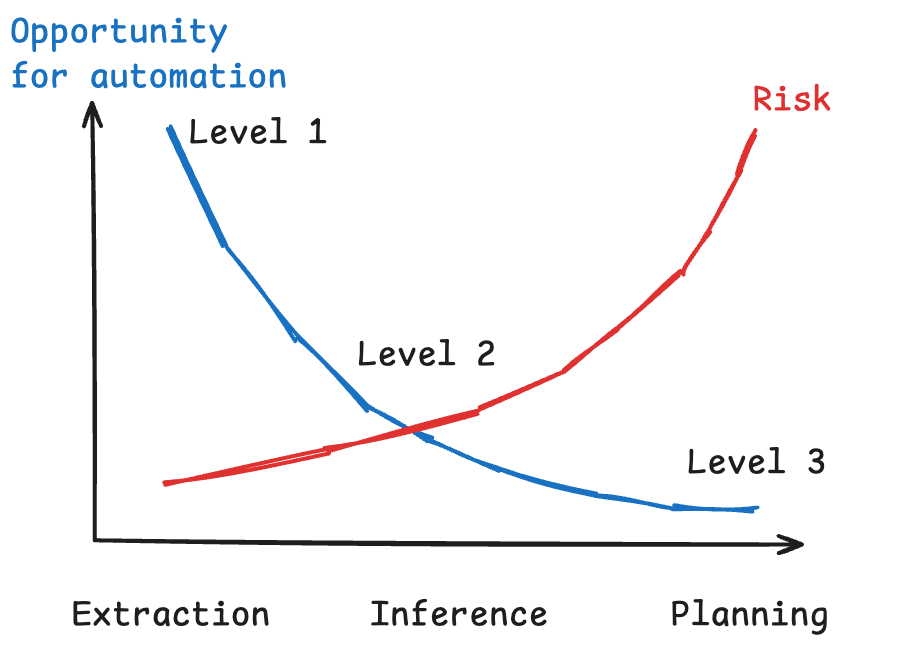 Opportunity
for automation
Risk
Level 1
Level 2
Level 3
Extraction
Inference
Planning